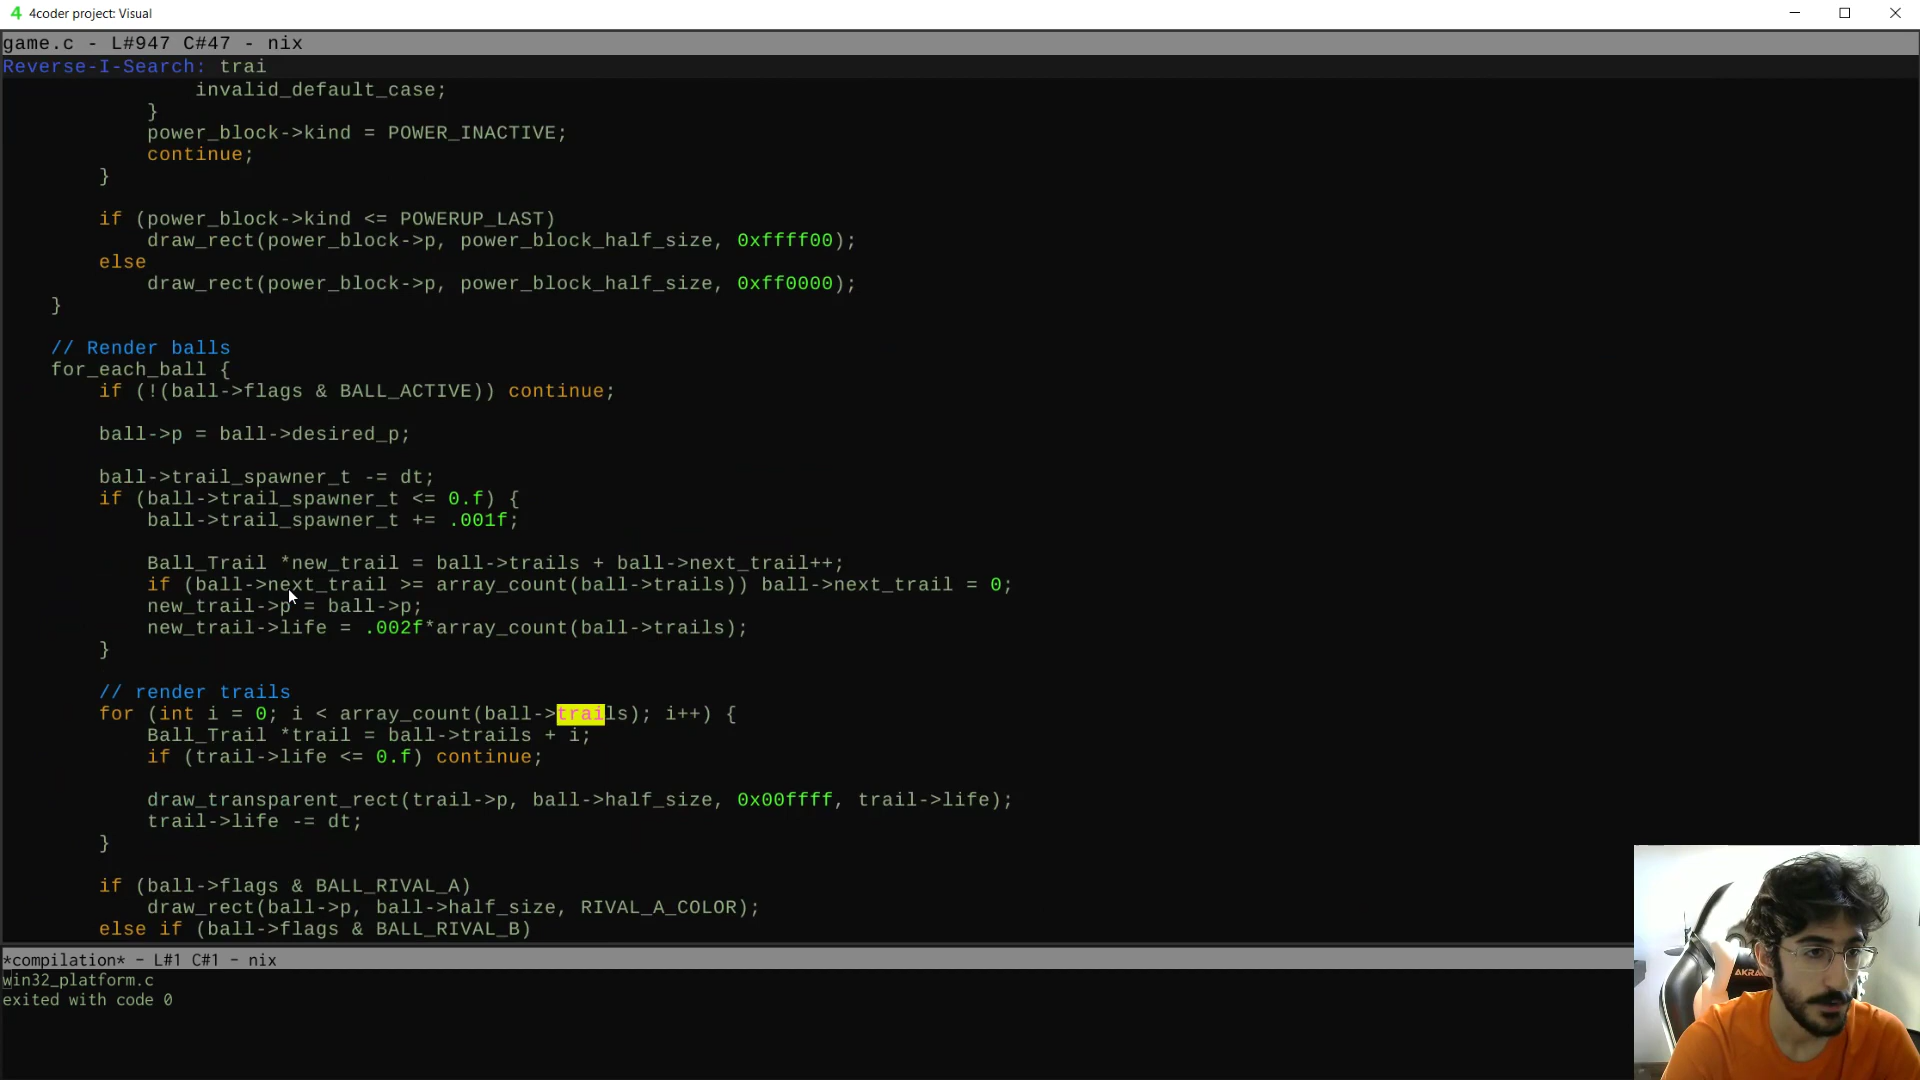 4 4coder project: Visual
game.c - L#947 C#47 - nix
Reverse-I-Search: trai
invalid_default_case;
}
power_block->kind = POWER_INACTIVE;
continue;
}
if (power_block->kind <= POWERUP_LAST)
draw_rect(power_block->p, power_block_half_size, 0xffff00);
else
draw_rect(power_block->p, power_block_half_size, 0xff0000);
}
// Render balls
for_each_ball {
if (!(ball->flags & BALL_ACTIVE)) continue;
ball->p = ball->desired_p;
ball->trail_spawner_t -= dt;
if (ball->trail_spawner_t <= 0.f) {
ball->trail_spawner_t += .001f;
Ball_Trail *new_trail = ball->trails + ball->next_trail++;
if (ball->next_trail >= array_count(ball->trails)) ball->next_trail = 0;
new_trail->p = ball->p;
new_trail->life = .002f*array_count(ball->trails);
}
// render trails
for (int i = 0; i < array_count(ball->trails); i++) {
Ball_Trail *trail = ball->trails + i;
if (trail->life <= 0.f) continue;
draw_transparent_rect(trail->p, ball->half_size, 0x00ffff, trail->life);
trail->life -= dt;
}
if (ball->flags & BALL_RIVAL_A)
draw_rect(ball->p, ball->half_size, RIVAL_A_COLOR);
else if (ball->flags & BALL_RIVAL_B)
*compilation* - L#1 C#1 - nix
win32_platform.c
exited with code 0
AKRA